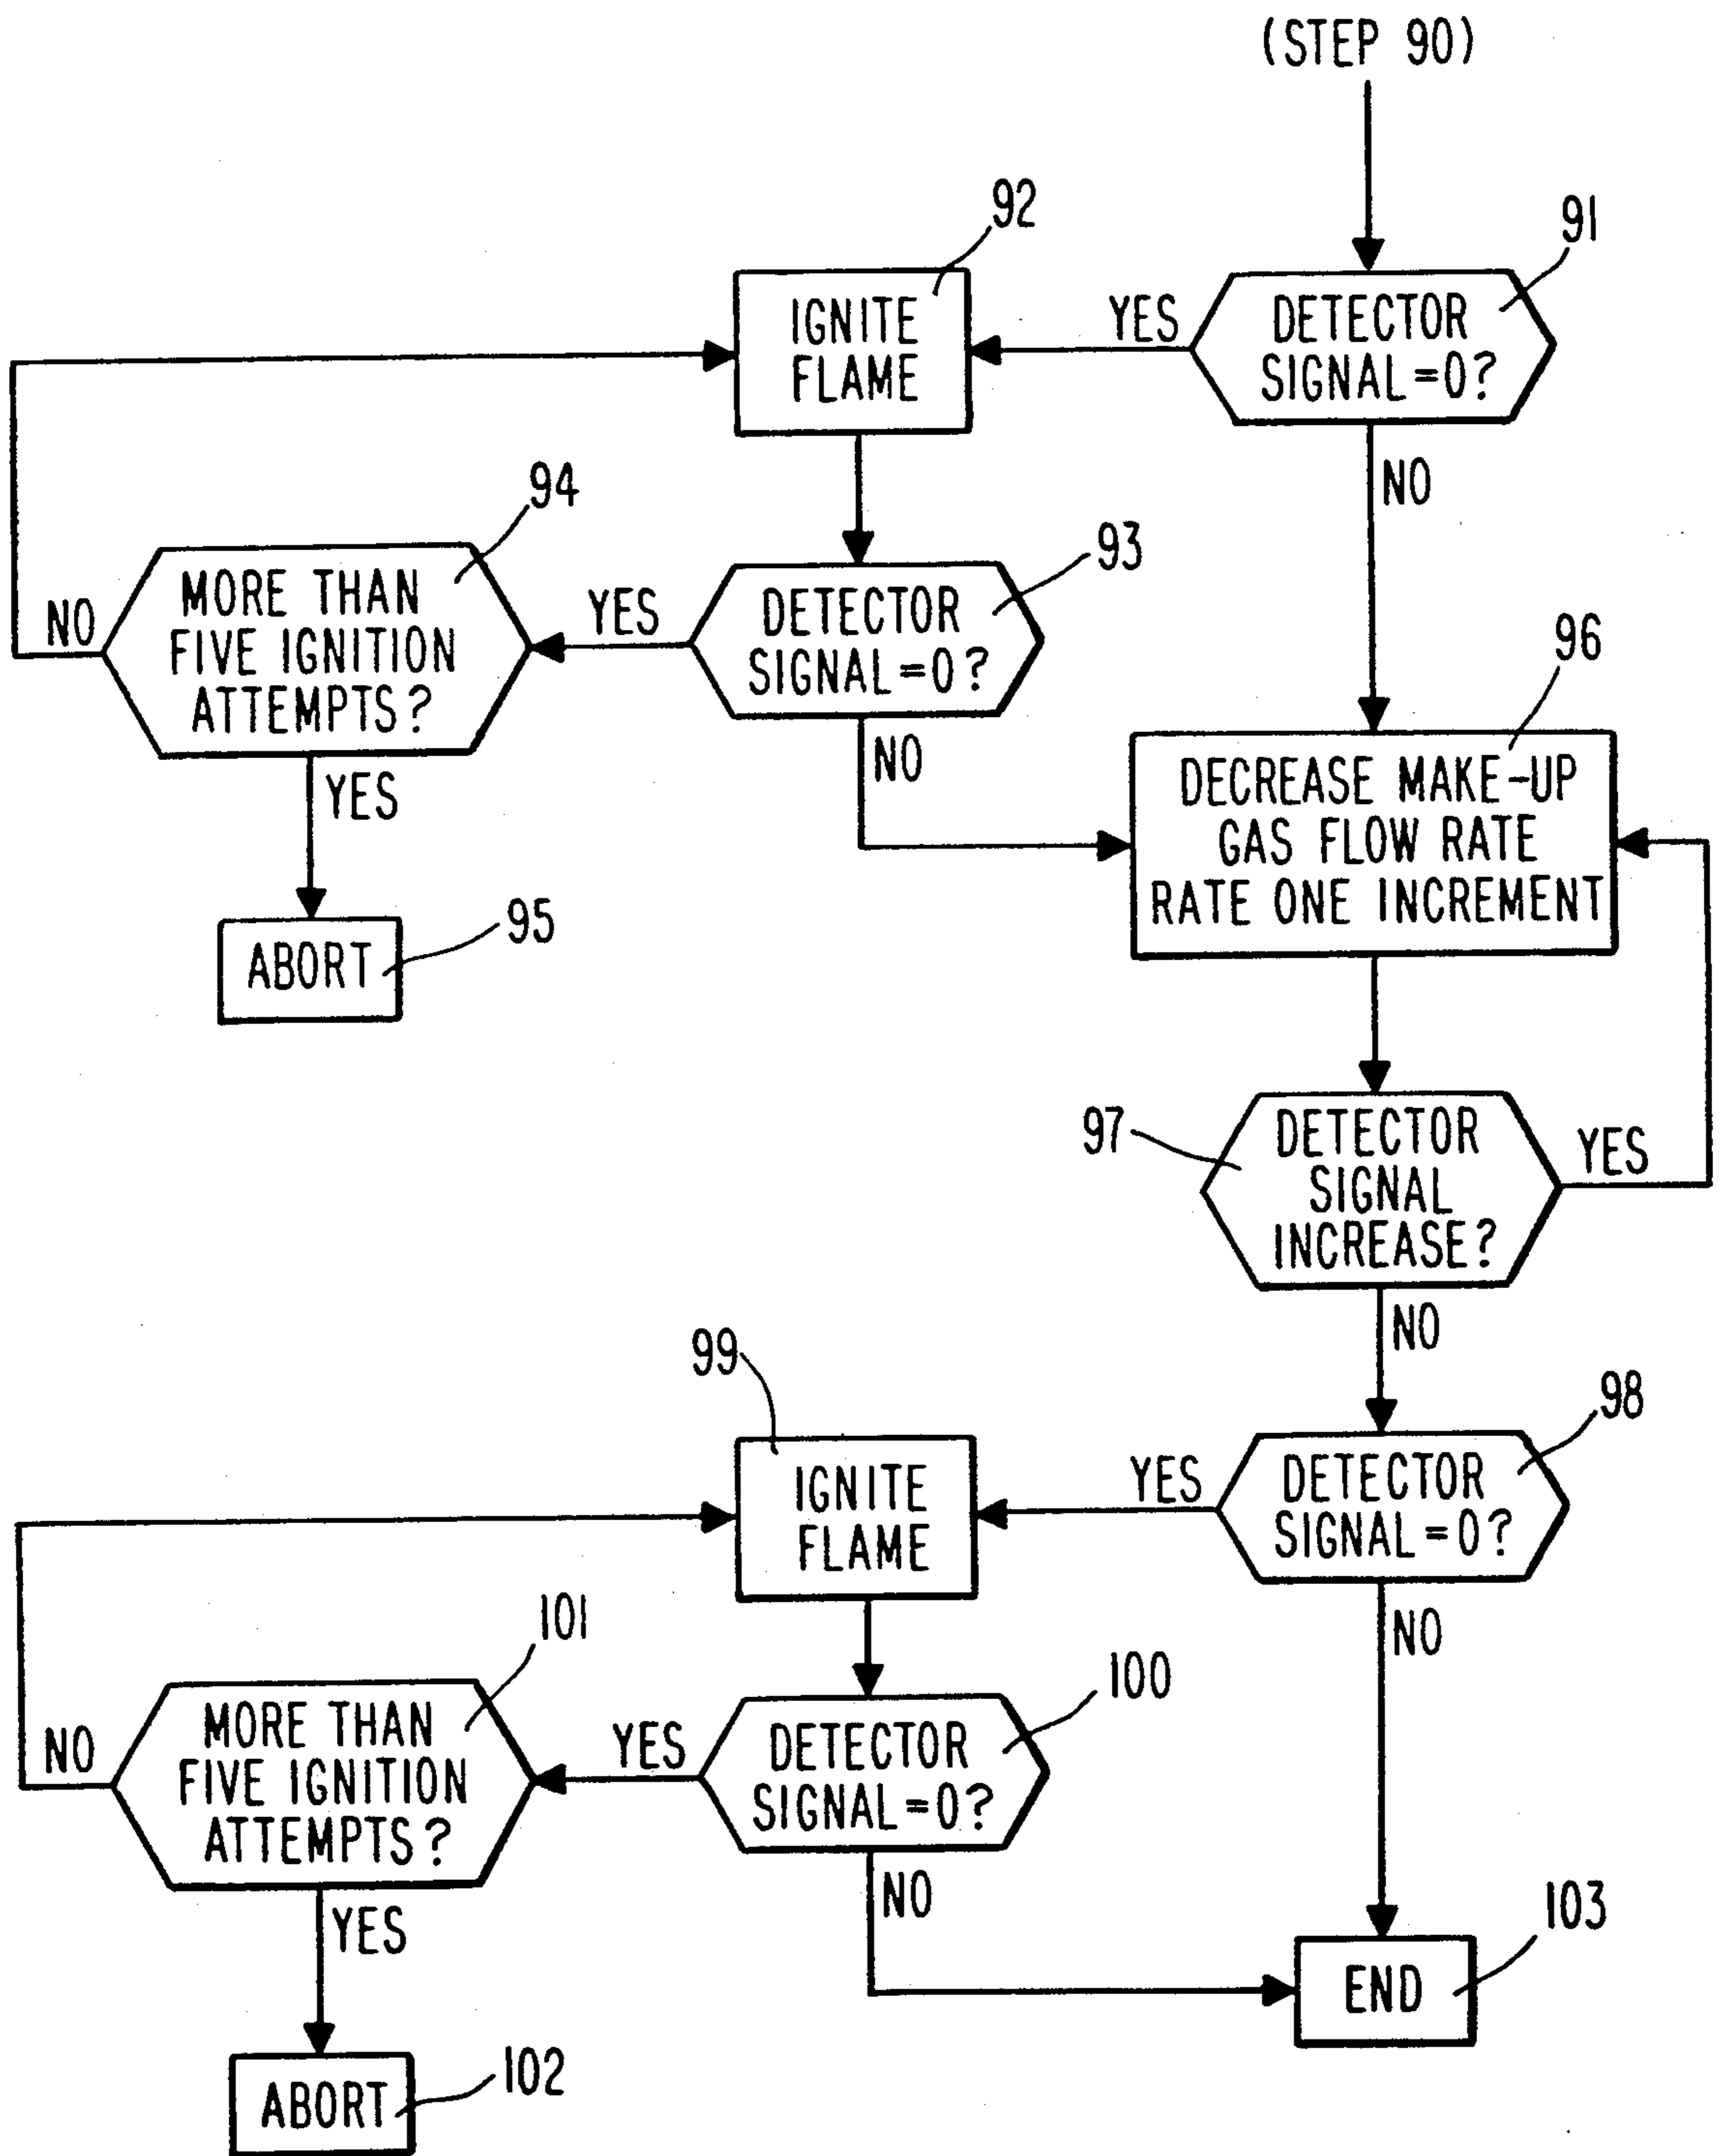 (STEP 90)
91
DETECTOR
SIGNAL=0?
YES
NO
92
IGNITE
FLAME
93
DETECTOR
SIGNAL=0?
YES
NO
94
MORE THAN
FIVE IGNITION
ATTEMPTS?
NO
YES
95
ABORT
96
DECREASE MAKE-UP
GAS FLOW RATE
RATE ONE INCREMENT
97
DETECTOR
SIGNAL
INCREASE?
YES
NO
98
DETECTOR
SIGNAL=0?
YES
NO
99
IGNITE
FLAME
100
DETECTOR
SIGNAL=0?
YES
NO
101
MORE THAN
FIVE IGNITION
ATTEMPTS?
NO
YES
102
ABORT
103
END